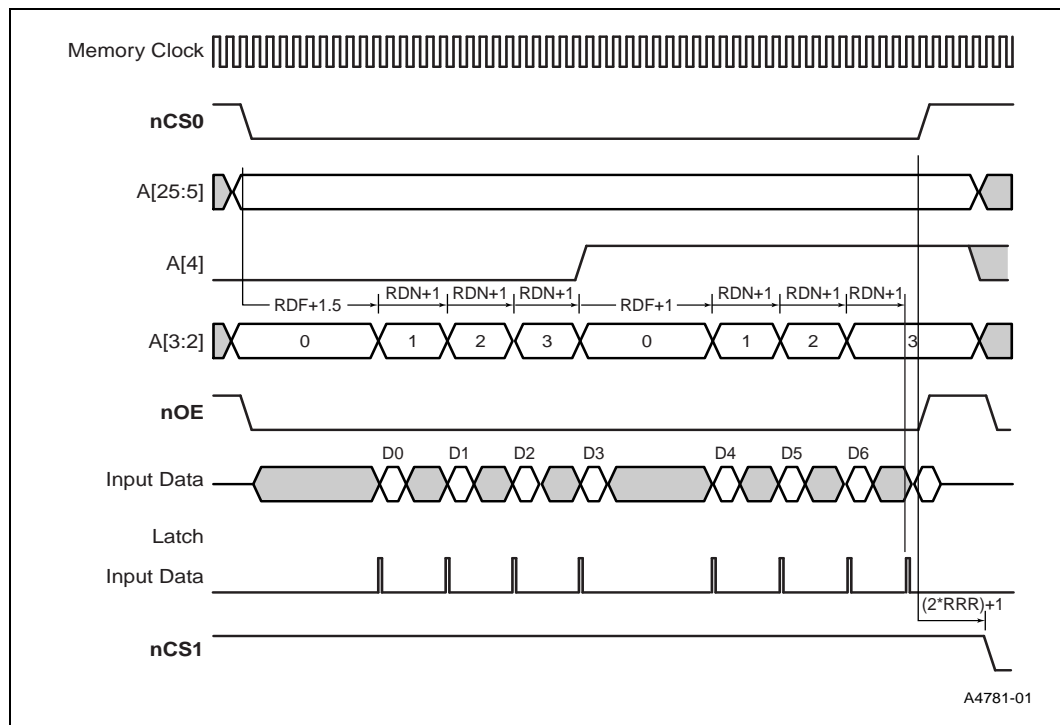 Memory Clock
nCS0
A[25:5]
A[4]
RDF+1.5 RDN+1 RDN+1 RDN+1 RDF+1 RDN+1 RDN+1 RDN+1
A[3:2] 0 1 2 3 0 1 2 3
nOE
D0 D1 D2 D3 D4 D5 D6
Input Data
Latch
Input Data
(2*RRR)+1
nCS1
A4781-01